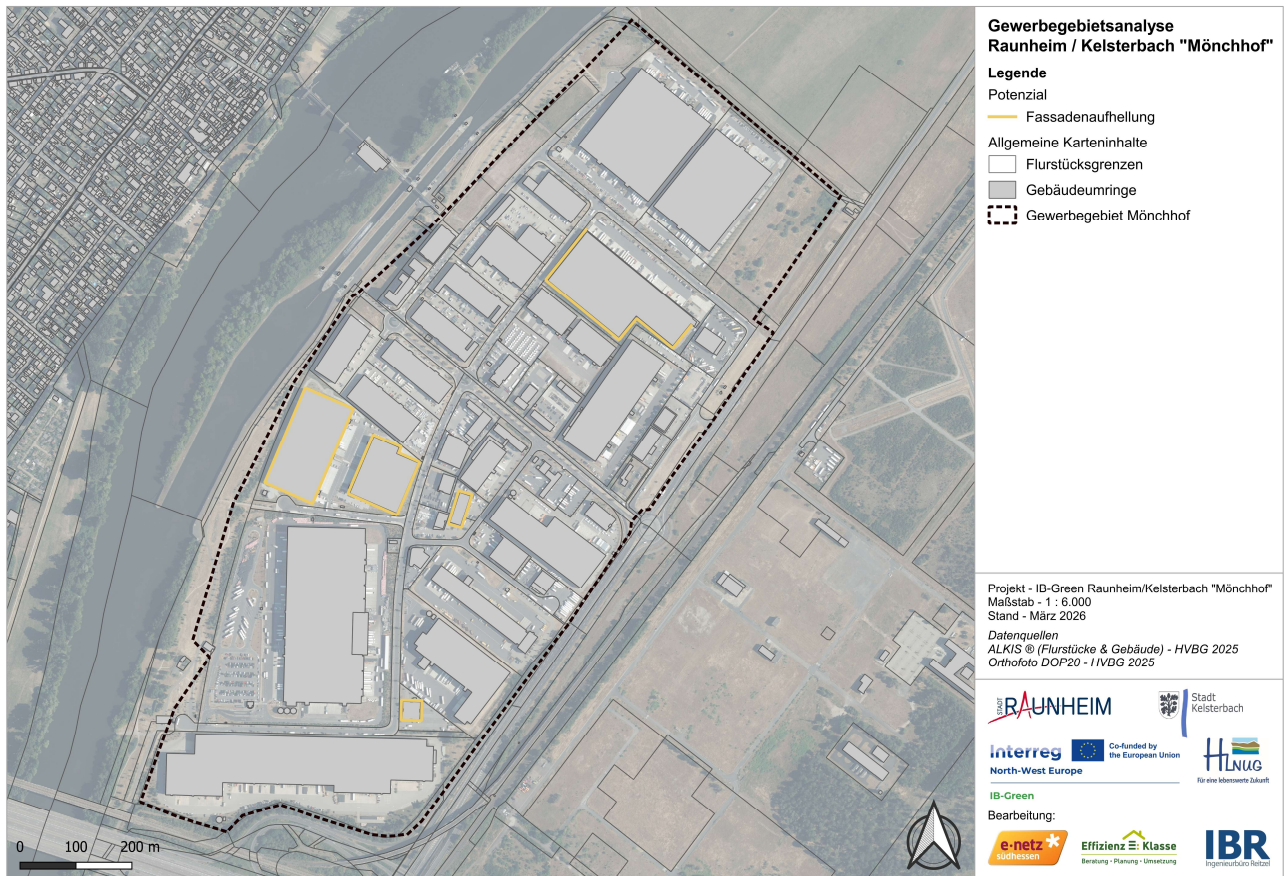 Gewerbegebietsanalyse
Raunheim / Kelsterbach "Mönchhof"
Legende
Potenzial
Fassadenaufhellung
Allgemeine Karteninhalte
Flurstücksgrenzen
Gebäudeumringe
Gewerbegebiet Mönchhof
Projekt - IB-Green Raunheim/Kelsterbach "Mönchhof"
Maßstab - 1 : 6.000
Stand - März 2026
Datenquellen
ALKIS ® (Flurstücke & Gebäude) - HVBG 2025
Orthofoto DOP20 - HVBG 2025
STADT RAUNHEIM
Stadt
Kelsterbach
Interreg
Co-funded by
the European Union
North-West Europe
HLNUG
Für eine lebenswerte Zukunft
IB-Green
Bearbeitung:
e-netz
südhessen
Effizienz Klasse
Beratung • Planung • Umsetzung
IBR
Ingenieurbüro Reitzel
0 100 200 m